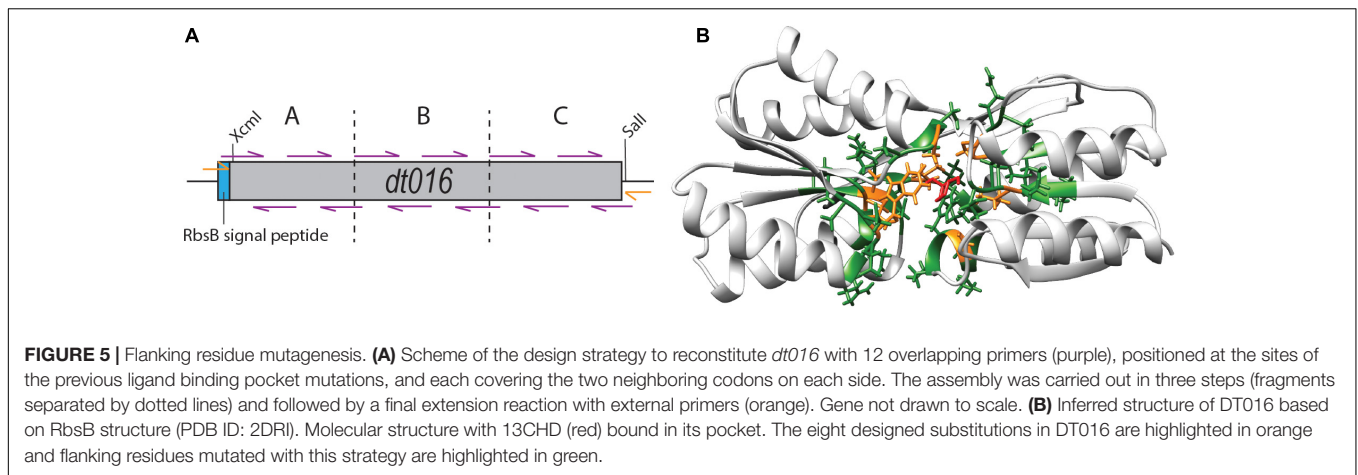 A
B
XcmI
A
B
C
SalI
dt016
RbsB signal peptide
FIGURE 5 | Flanking residue mutagenesis. (A) Scheme of the design strategy to reconstitute dt016 with 12 overlapping primers (purple), positioned at the sites of
the previous ligand binding pocket mutations, and each covering the two neighboring codons on each side. The assembly was carried out in three steps (fragments
separated by dotted lines) and followed by a final extension reaction with external primers (orange). Gene not drawn to scale. (B) Inferred structure of DT016 based
on RbsB structure (PDB ID: 2DRI). Molecular structure with 13CHD (red) bound in its pocket. The eight designed substitutions in DT016 are highlighted in orange
and flanking residues mutated with this strategy are highlighted in green.